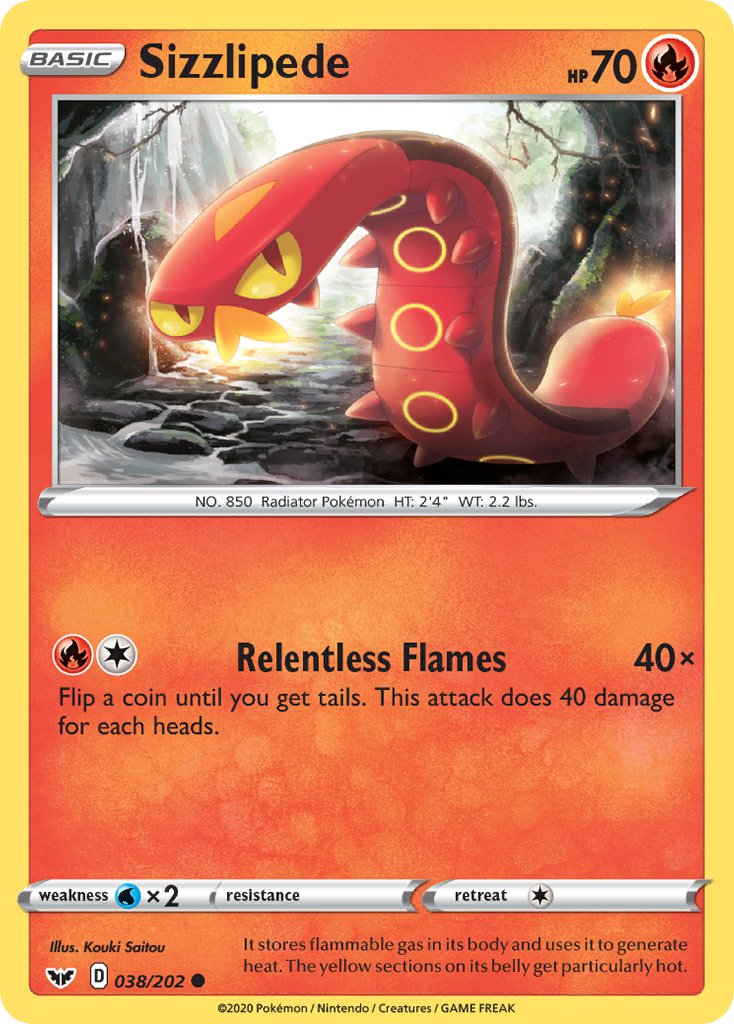 BASIC Sizzlipede HP 70
NO. 850 Radiator Pokémon HT: 2'4" WT: 2.2 lbs.
Relentless Flames 40×
Flip a coin until you get tails. This attack does 40 damage
for each heads.
weakness ×2 resistance retreat
Illus. Kouki Saitou
It stores flammable gas in its body and uses it to generate
heat. The yellow sections on its belly get particularly hot.
D 038/202
©2020 Pokémon / Nintendo / Creatures / GAME FREAK